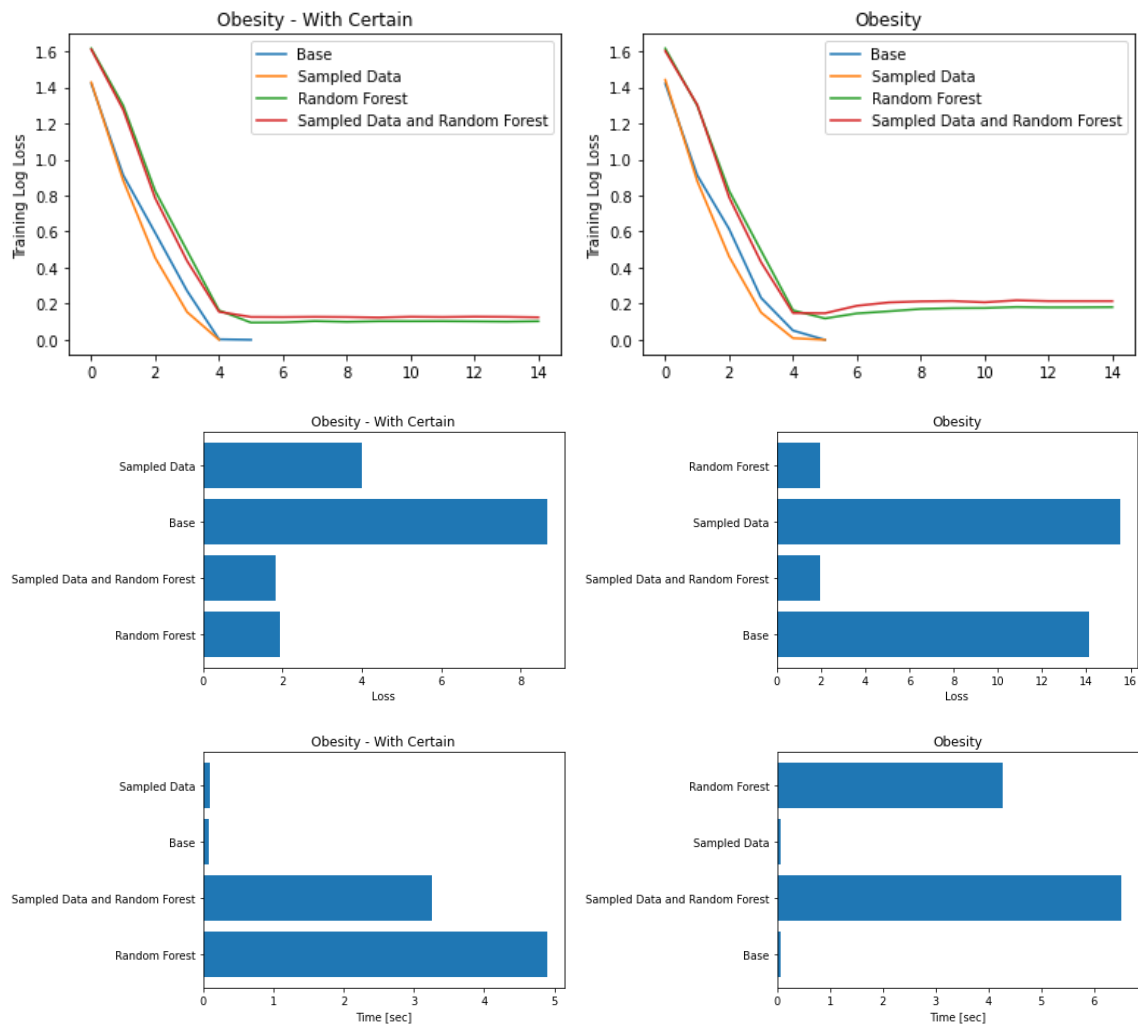 Obesity - With Certain
Training Log Loss
1.6
1.4
1.2
1.0
0.8
0.6
0.4
0.2
0.0
Base
Sampled Data
Random Forest
Sampled Data and Random Forest
0 2 4 6 8 10 12 14
Obesity
Training Log Loss
1.6
1.4
1.2
1.0
0.8
0.6
0.4
0.2
0.0
Base
Sampled Data
Random Forest
Sampled Data and Random Forest
0 2 4 6 8 10 12 14
Obesity - With Certain
Sampled Data
Base
Sampled Data and Random Forest
Random Forest
0 2 4 6 8
Loss
Obesity
Random Forest
Sampled Data
Sampled Data and Random Forest
Base
0 2 4 6 8 10 12 14 16
Loss
Obesity - With Certain
Sampled Data
Base
Sampled Data and Random Forest
Random Forest
0 1 2 3 4 5
Time [sec]
Obesity
Random Forest
Sampled Data
Sampled Data and Random Forest
Base
0 1 2 3 4 5 6
Time [sec]